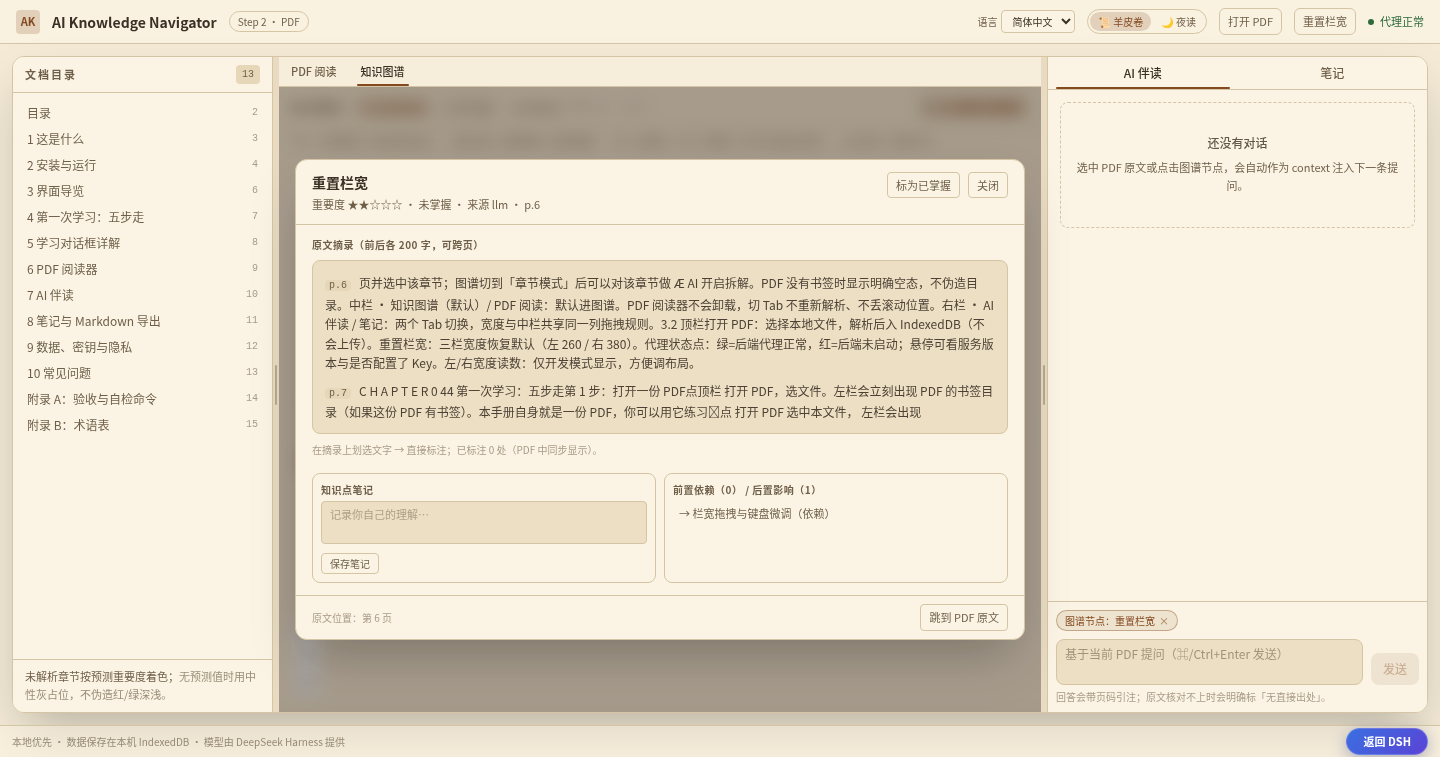 AK AI Knowledge Navigator Step 2 · PDF 语言 简体中文 📜 羊皮卷 🌙 夜读 打开 PDF 重置栏宽 代理正常
文档目录 13
目录 2
1 这是什么 3
2 安装与运行 4
3 界面导览 6
4 第一次学习：五步走 7
5 学习对话框详解 8
6 PDF 阅读器 9
7 AI 伴读 10
8 笔记与 Markdown 导出 11
9 数据、密钥与隐私 12
10 常见问题 13
附录 A：验收与自检命令 14
附录 B：术语表 15
未解析章节按预测重要度着色；无预测值时用中
性灰占位，不伪造红/绿深浅。
PDF 阅读 知识图谱
重置栏宽
重要度 ★★☆☆☆ · 未掌握 · 来源 llm · p.6
标为已掌握 关闭
原文摘录（前后各 200 字，可跨页）
p.6 页并选中该章节；图谱切到「章节模式」后可以对该章节做 Æ AI 开启拆解。PDF 没有书签时显示明确空态，不伪造目
录。中栏 · 知识图谱（默认）/ PDF 阅读：默认进图谱。PDF 阅读器不会卸载，切 Tab 不重新解析、不丢滚动位置。右栏 · AI
伴读 / 笔记：两个 Tab 切换，宽度与中栏共享同一列拖拽规则。3.2 顶栏打开 PDF：选择本地文件，解析后入 IndexedDB（不
会上传）。重置栏宽：三栏宽度恢复默认（左 260 / 右 380）。代理状态点：绿=后端代理正常，红=后端未启动；悬停可看服务版
本与是否配置了 Key。左/右宽度读数：仅开发模式显示，方便调布局。
p.7 C H A P T E R 0 44 第一次学习：五步走第 1 步：打开一份 PDF点顶栏 打开 PDF，选文件。左栏会立刻出现 PDF 的书签目
录（如果这份 PDF 有书签）。本手册自身就是一份 PDF，你可以用它练习点 打开 PDF 选中本文件， 左栏会出现
在摘录上划选文字 → 直接标注；已标注 0 处（PDF 中同步显示）。
知识点笔记
记录你自己的理解…
保存笔记
前置依赖（0） / 后置影响（1）
→ 栏宽拖拽与键盘微调（依赖）
原文位置：第 6 页 跳到 PDF 原文
AI 伴读 笔记
还没有对话
选中 PDF 原文或点击图谱节点，会自动作为 context 注入下一条提
问。
图谱节点：重置栏宽 ×
基于当前 PDF 提问（⌘/Ctrl+Enter 发送）
发送
回答会带页码引注；原文核对不上时会明确标「无直接出处」。
本地优先 · 数据保存在本机 IndexedDB · 模型由 DeepSeek Harness 提供 返回 DSH